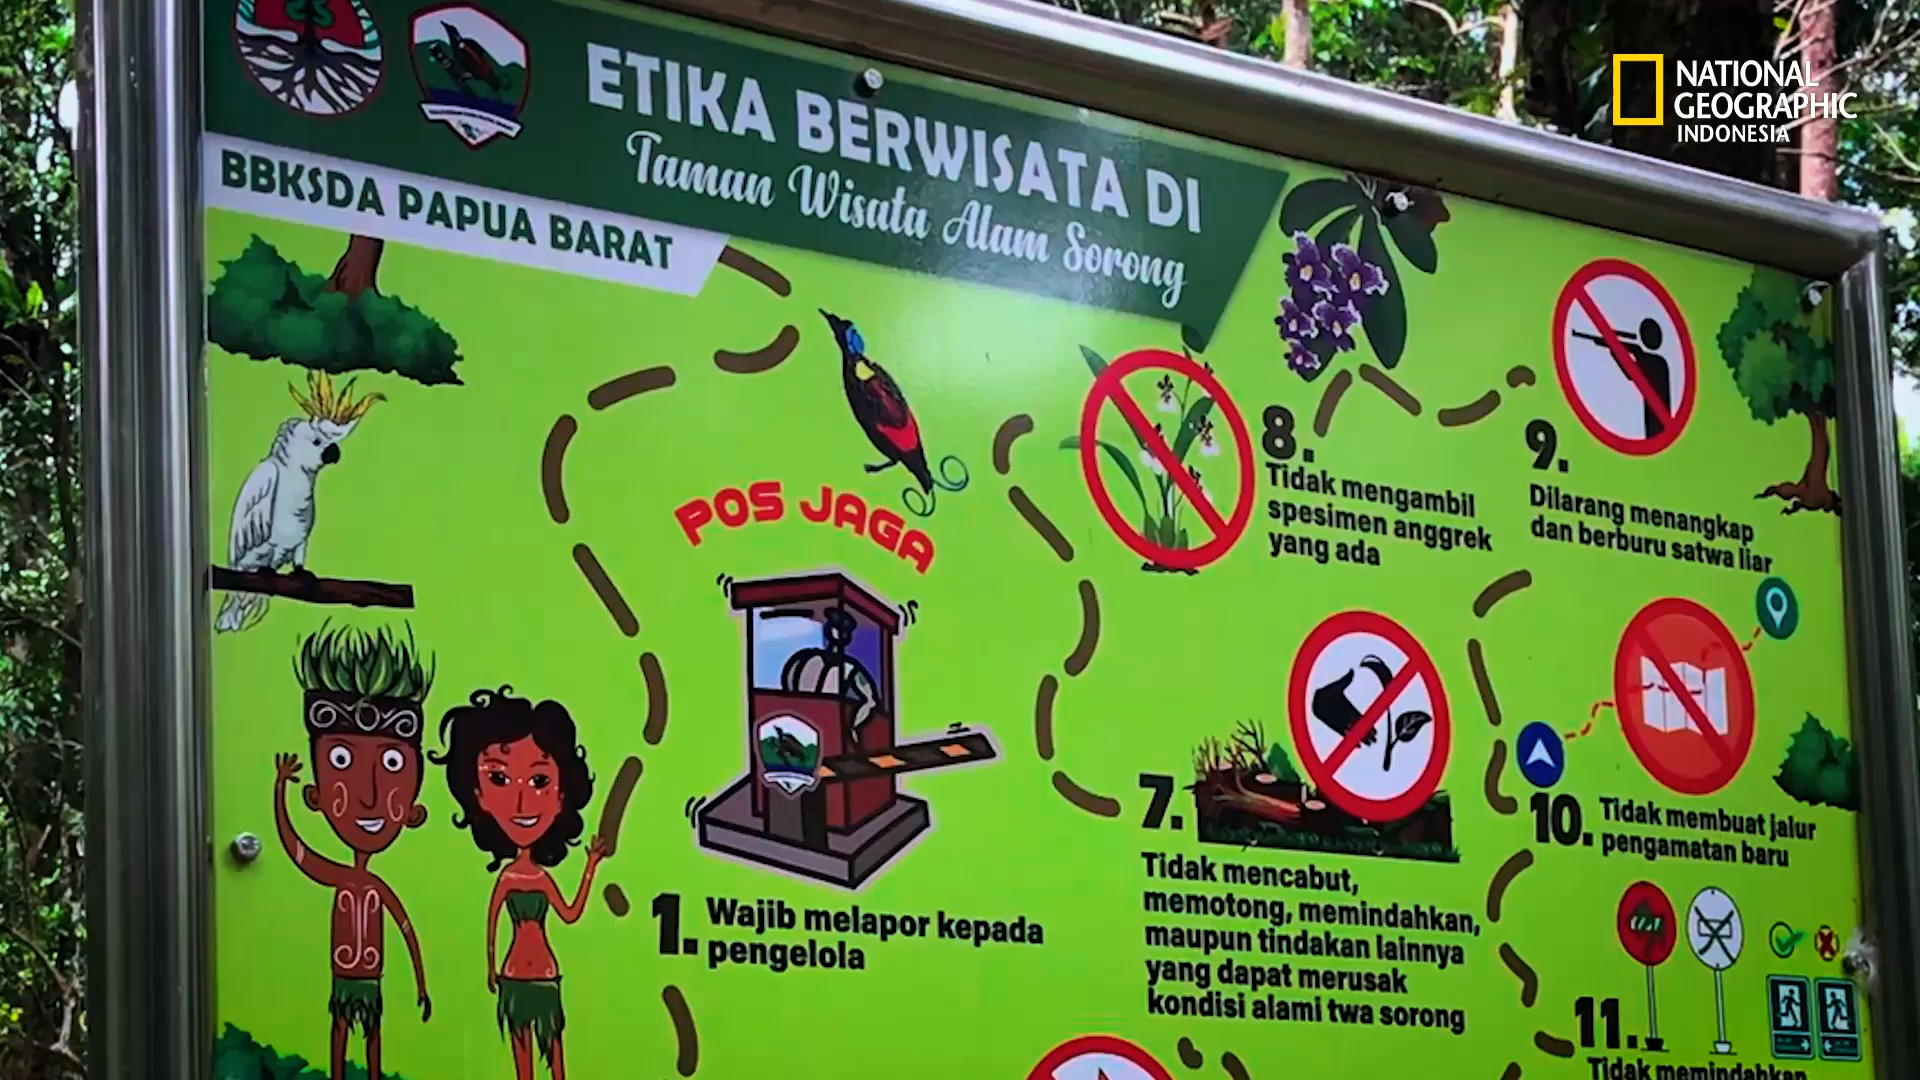 NATIONAL
GEOGRAPHIC
INDONESIA
ETIKA BERWISATA DI
Taman Wisata Alam Sorong
BBKSDA PAPUA BARAT
POS JAGA
1. Wajib melapor kepada
pengelola
7.
Tidak mencabut,
memotong, memindahkan,
maupun tindakan lainnya
yang dapat merusak
kondisi alami twa sorong
8.
Tidak mengambil
spesimen anggrek
yang ada
9.
Dilarang menangkap
dan berburu satwa liar
10. Tidak membuat jalur
pengamatan baru
11.
Tidak memindahkan